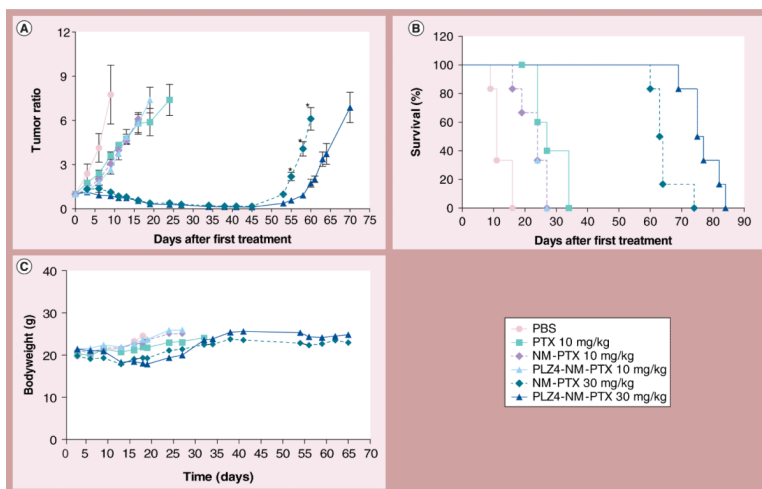 A
12
9
6
3
1
0
Tumor ratio
0 5 10 15 20 25 30 35 40 45 50 55 60 65 70 75
Days after first treatment
* * *
B
120
100
80
60
40
20
0
Survival (%)
0 10 20 30 40 50 60 70 80 90
Days after first treatment
C
40
30
20
10
0
Bodyweight (g)
0 5 10 15 19 25 30 35 40 45 50 55 60 65 70
Time (days)
PBS
PTX 10 mg/kg
NM-PTX 10 mg/kg
PLZ4-NM-PTX 10 mg/kg
NM-PTX 30 mg/kg
PLZ4-NM-PTX 30 mg/kg